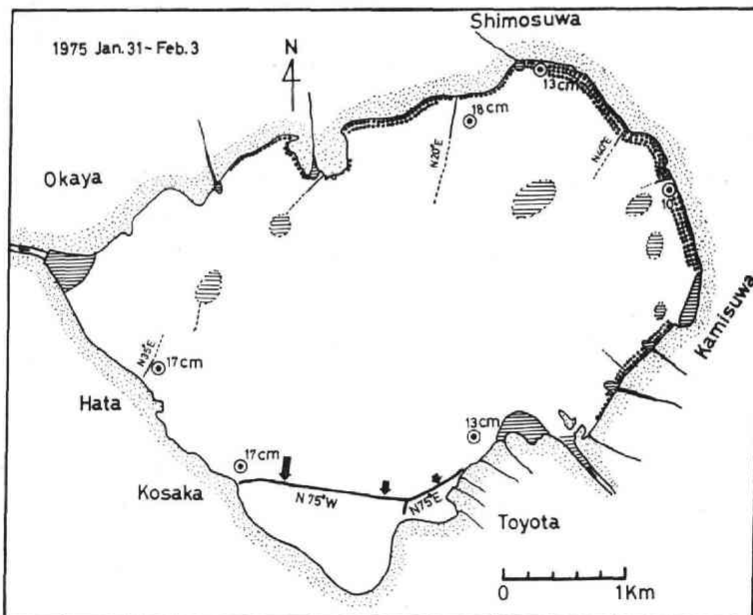 Shimosuwa
1975 Jan.31~Feb.3
N
13cm
18cm
N20°E
N40°E
Okaya
10
Kamisuwa
N35°E
17cm
Hata
13cm
17cm
Kosaka
N75°W
N75°E
Toyota
0 1Km